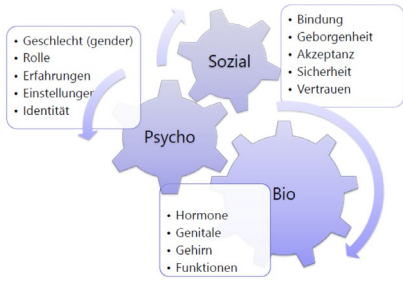 • Geschlecht (gender)
• Rolle
• Erfahrungen
• Einstellungen
• Identität
Sozial
• Bindung
• Geborgenheit
• Akzeptanz
• Sicherheit
• Vertrauen
Psycho
Bio
• Hormone
• Genitale
• Gehirn
• Funktionen